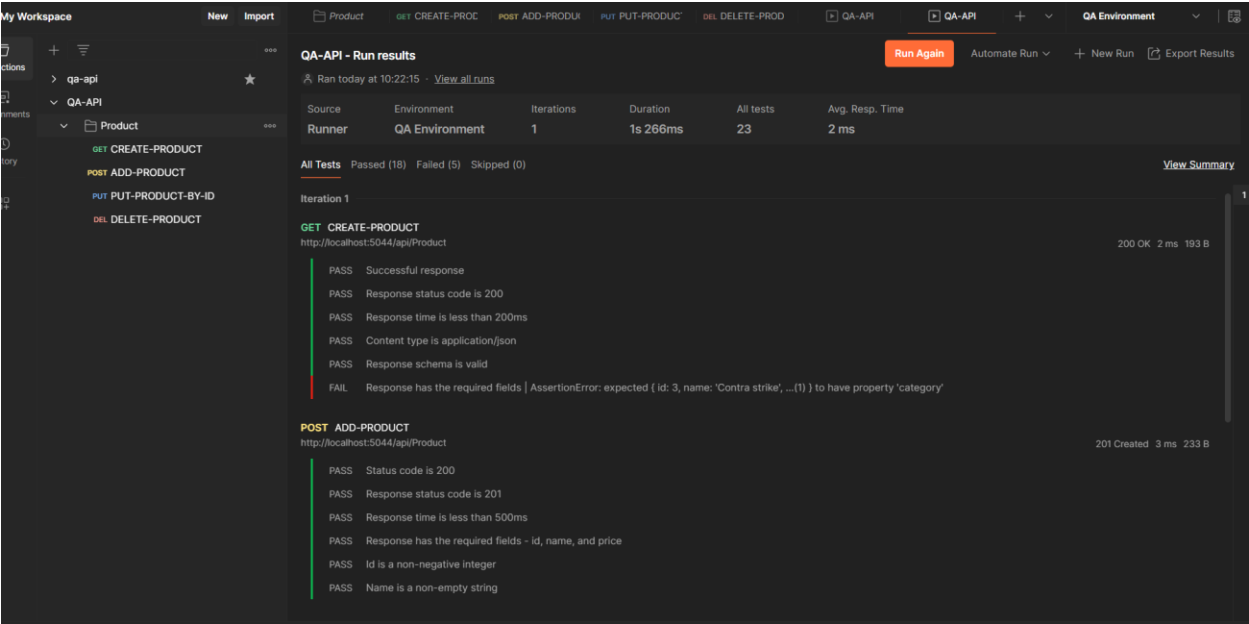 My Workspace New Import
Product GET CREATE-PROD POST ADD-PRODU PUT PUT-PRODUC DEL DELETE-PROD QA-API QA-API QA Environment
ctions
qa-api
QA-API
nments
Product
tory
GET CREATE-PRODUCT
POST ADD-PRODUCT
PUT PUT-PRODUCT-BY-ID
DEL DELETE-PRODUCT
QA-API - Run results
Run Again Automate Run New Run Export Results
Ran today at 10:22:15 · View all runs
Source Environment Iterations Duration All tests Avg. Resp. Time
Runner QA Environment 1 1s 266ms 23 2 ms
All Tests Passed (18) Failed (5) Skipped (0) View Summary
Iteration 1
1
GET CREATE-PRODUCT
http://localhost:5044/api/Product 200 OK 2 ms 193 B
PASS Successful response
PASS Response status code is 200
PASS Response time is less than 200ms
PASS Content type is application/json
PASS Response schema is valid
FAIL Response has the required fields | AssertionError: expected { id: 3, name: 'Contra strike', …(1) } to have property 'category'
POST ADD-PRODUCT
http://localhost:5044/api/Product 201 Created 3 ms 233 B
PASS Status code is 200
PASS Response status code is 201
PASS Response time is less than 500ms
PASS Response has the required fields - id, name, and price
PASS Id is a non-negative integer
PASS Name is a non-empty string